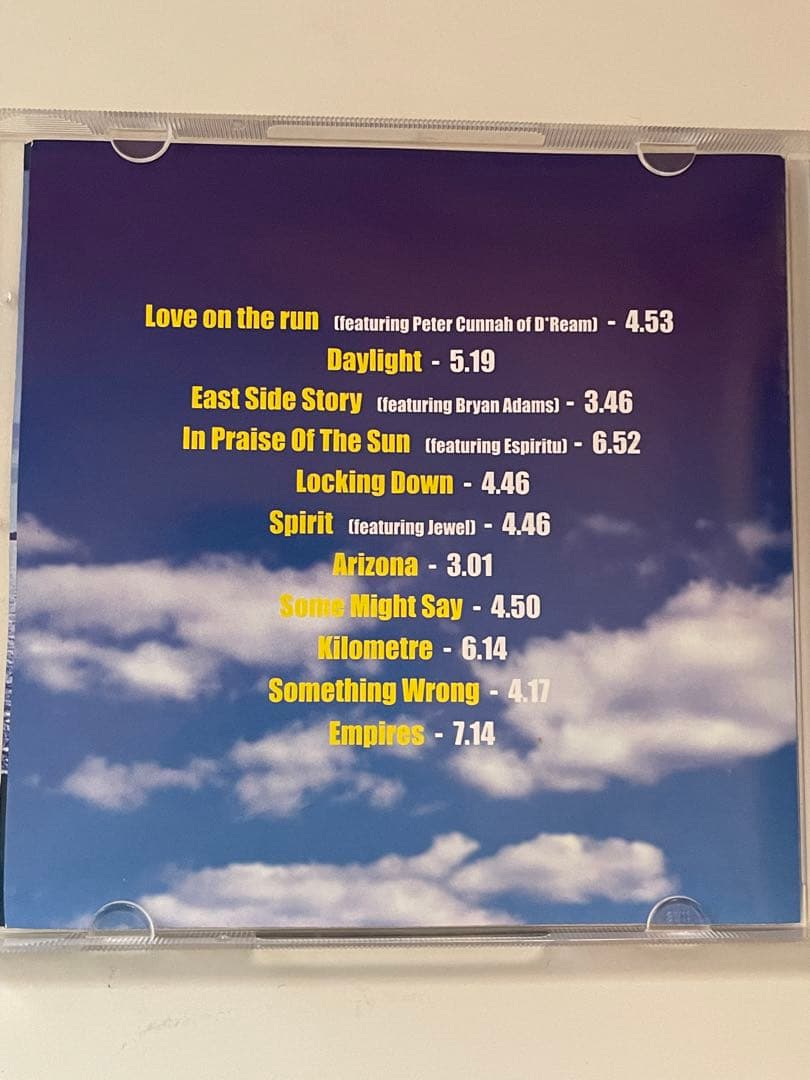 Love on the run (featuring Peter Cunnah of D*Ream) - 4.53
Daylight - 5.19
East Side Story (featuring Bryan Adams) - 3.46
In Praise Of The Sun (featuring Espiritu) - 6.52
Locking Down - 4.46
Spirit (featuring Jewel) - 4.46
Arizona - 3.01
Some Might Say - 4.50
Kilometre - 6.14
Something Wrong - 4.17
Empires - 7.14